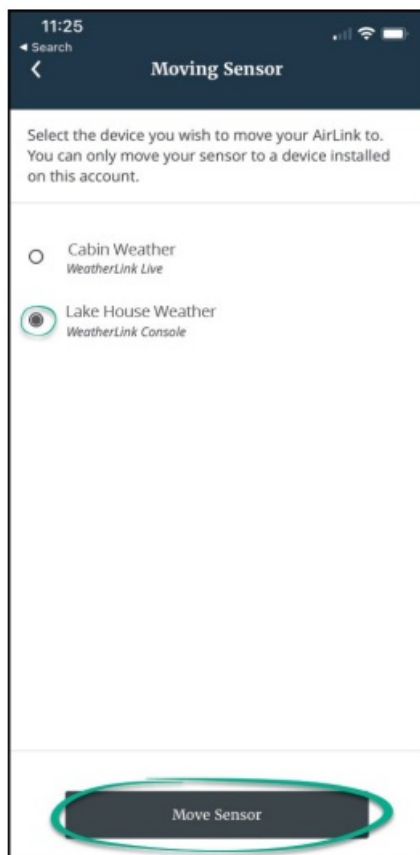 11:25
◄ Search
Moving Sensor
Select the device you wish to move your AirLink to.
You can only move your sensor to a device installed
on this account.
Cabin Weather
WeatherLink Live
Lake House Weather
WeatherLink Console
Move Sensor